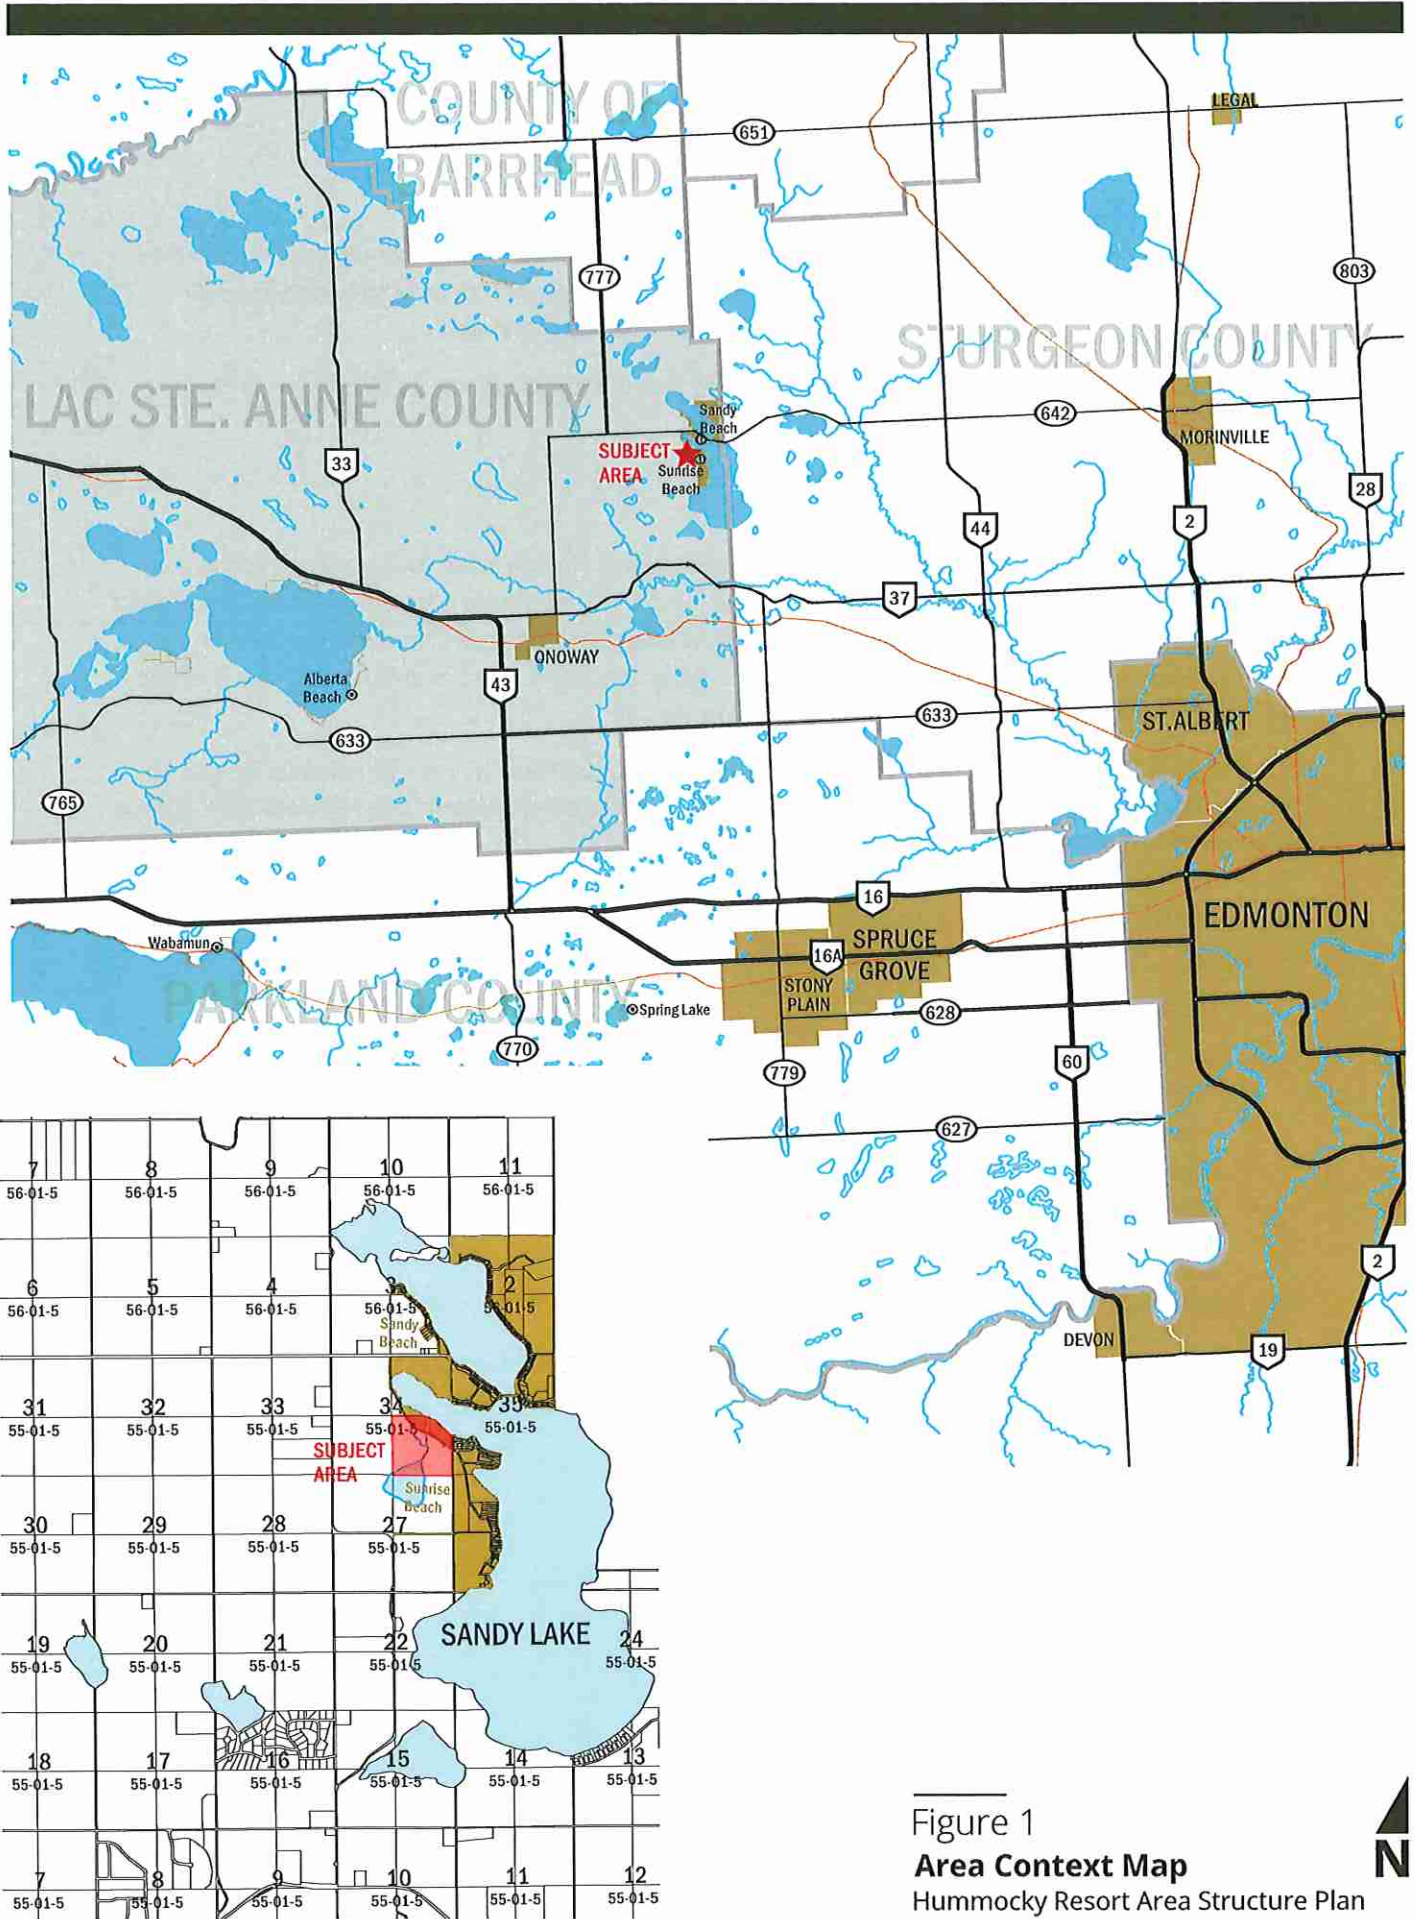 COUNTY OF
BARRHEAD
LEGAL
651
777
803
STURGEON COUNTY
LAC STE. ANNE COUNTY
Sandy
Beach
642
MORINVILLE
33
SUBJECT
AREA
Sunrise
Beach
28
44
2
37
ONOWAY
Alberta
Beach
43
633
633
ST.ALBERT
765
16
EDMONTON
Wabamun
16A
SPRUCE
GROVE
STONY
PLAIN
PARKLAND COUNTY
Spring Lake
628
770
60
779
627
2
DEVON
19
7 8 9 10 11
56-01-5 56-01-5 56-01-5 56-01-5 56-01-5
6 5 4 3 2
56-01-5 56-01-5 56-01-5 56-01-5 56-01-5
Sandy
Beach
31 32 33 34 35
55-01-5 55-01-5 55-01-5 55-01-5 55-01-5
SUBJECT
AREA
Sunrise
Beach
30 29 28 27
55-01-5 55-01-5 55-01-5 55-01-5
SANDY LAKE
19 20 21 22 24
55-01-5 55-01-5 55-01-5 55-01-5 55-01-5
18 17 16 15 14 13
55-01-5 55-01-5 55-01-5 55-01-5 55-01-5 55-01-5
7 8 9 10 11 12
55-01-5 55-01-5 55-01-5 55-01-5 55-01-5 55-01-5
Figure 1
Area Context Map
Hummocky Resort Area Structure Plan
N